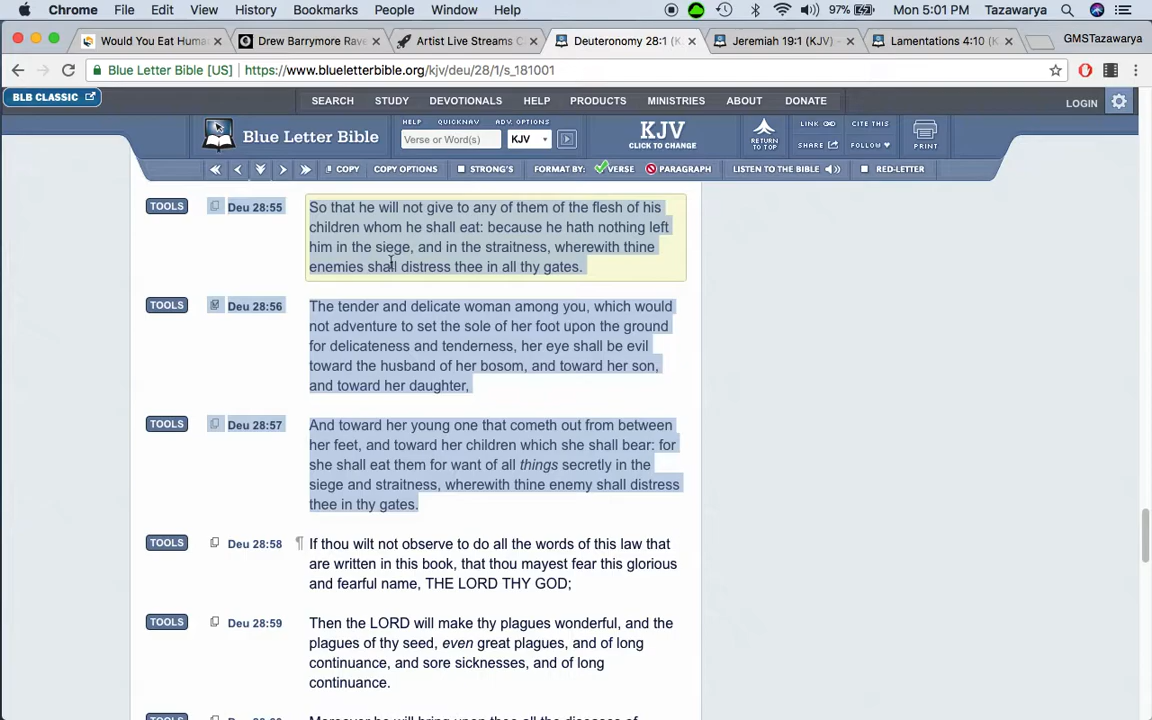 Chrome File Edit View History Bookmarks People Window Help 97% Mon 5:01 PM Tazawarya
Would You Eat Huma Drew Barrymore Rave Artist Live Streams C Deuteronomy 28:1 (K Jeremiah 19:1 (KJV) - Lamentations 4:10 (K GMSTazawarya
Blue Letter Bible [US] https://www.blueletterbible.org/kjv/deu/28/1/s_181001
BLB CLASSIC SEARCH STUDY DEVOTIONALS HELP PRODUCTS MINISTRIES ABOUT DONATE LOGIN
Blue Letter Bible
HELP QUICKNAV ADV. OPTIONS
Verse or Word(s) KJV
KJV
CLICK TO CHANGE
RETURN
TO TOP
LINK CITE THIS
SHARE FOLLOW
PRINT
COPY COPY OPTIONS STRONG'S FORMAT BY: VERSE PARAGRAPH LISTEN TO THE BIBLE RED-LETTER
TOOLS Deu 28:55 So that he will not give to any of them of the flesh of his
children whom he shall eat: because he hath nothing left
him in the siege, and in the straitness, wherewith thine
enemies shall distress thee in all thy gates.
TOOLS Deu 28:56 The tender and delicate woman among you, which would
not adventure to set the sole of her foot upon the ground
for delicateness and tenderness, her eye shall be evil
toward the husband of her bosom, and toward her son,
and toward her daughter,
TOOLS Deu 28:57 And toward her young one that cometh out from between
her feet, and toward her children which she shall bear: for
she shall eat them for want of all things secretly in the
siege and straitness, wherewith thine enemy shall distress
thee in thy gates.
TOOLS Deu 28:58 ¶ If thou wilt not observe to do all the words of this law that
are written in this book, that thou mayest fear this glorious
and fearful name, THE LORD THY GOD;
TOOLS Deu 28:59 Then the LORD will make thy plagues wonderful, and the
plagues of thy seed, even great plagues, and of long
continuance, and sore sicknesses, and of long
continuance.
Moreover he will bring upon thee all the diseases of